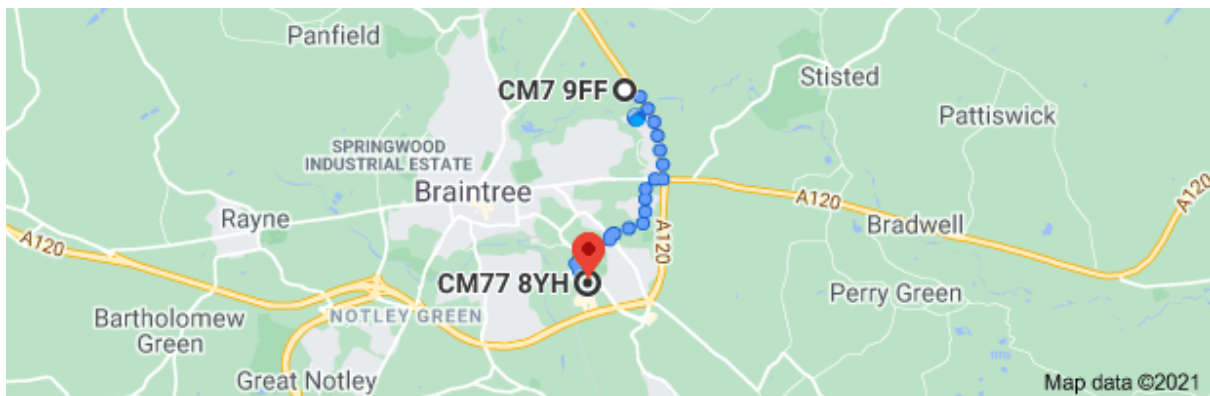 Panfield
CM7 9FF
Stisted
Pattiswick
SPRINGWOOD
INDUSTRIAL ESTATE
Braintree
A120
A120
Rayne
Bradwell
A120
A120
CM77 8YH
Perry Green
Bartholomew
Green
NOTLEY GREEN
Great Notley
Map data ©2021